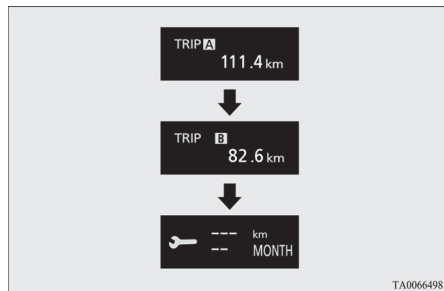 TRIP A
111.4 km
TRIP B
82.6 km
--- km
-- MONTH
TA0066498